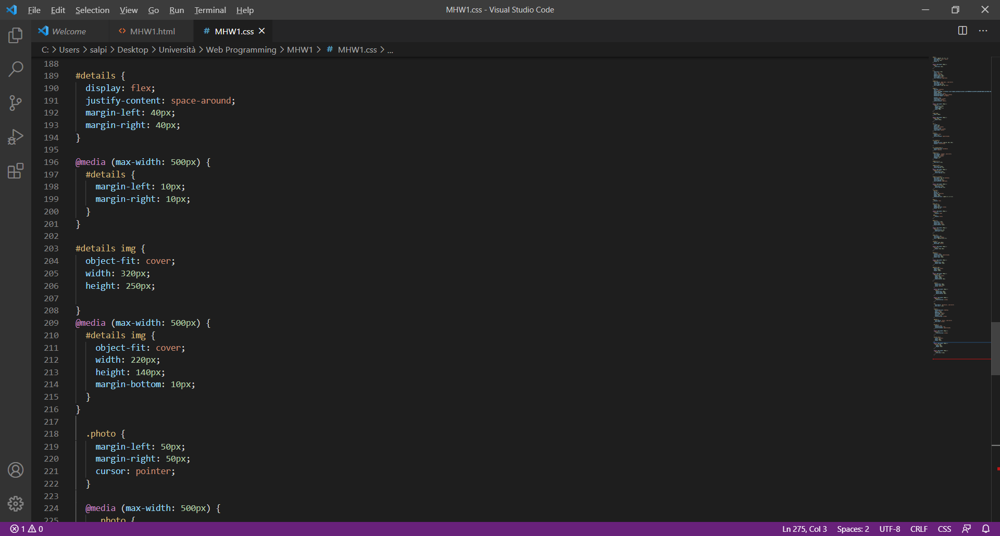 File Edit Selection View Go Run Terminal Help
MHW1.css - Visual Studio Code
Welcome
MHW1.html
# MHW1.css
C: > Users > salpi > Desktop > Università > Web Programming > MHW1 > # MHW1.css > ...
188
189 #details {
190 display: flex;
191 justify-content: space-around;
192 margin-left: 40px;
193 margin-right: 40px;
194 }
195
196 @media (max-width: 500px) {
197 #details {
198 margin-left: 10px;
199 margin-right: 10px;
200 }
201 }
202
203 #details img {
204 object-fit: cover;
205 width: 320px;
206 height: 250px;
207
208 }
209 @media (max-width: 500px) {
210 #details img {
211 object-fit: cover;
212 width: 220px;
213 height: 140px;
214 margin-bottom: 10px;
215 }
216 }
217
218 .photo {
219 margin-left: 50px;
220 margin-right: 50px;
221 cursor: pointer;
222 }
223
224 @media (max-width: 500px) {
225 .photo {
1 0
Ln 275, Col 3
Spaces: 2
UTF-8
CRLF
CSS